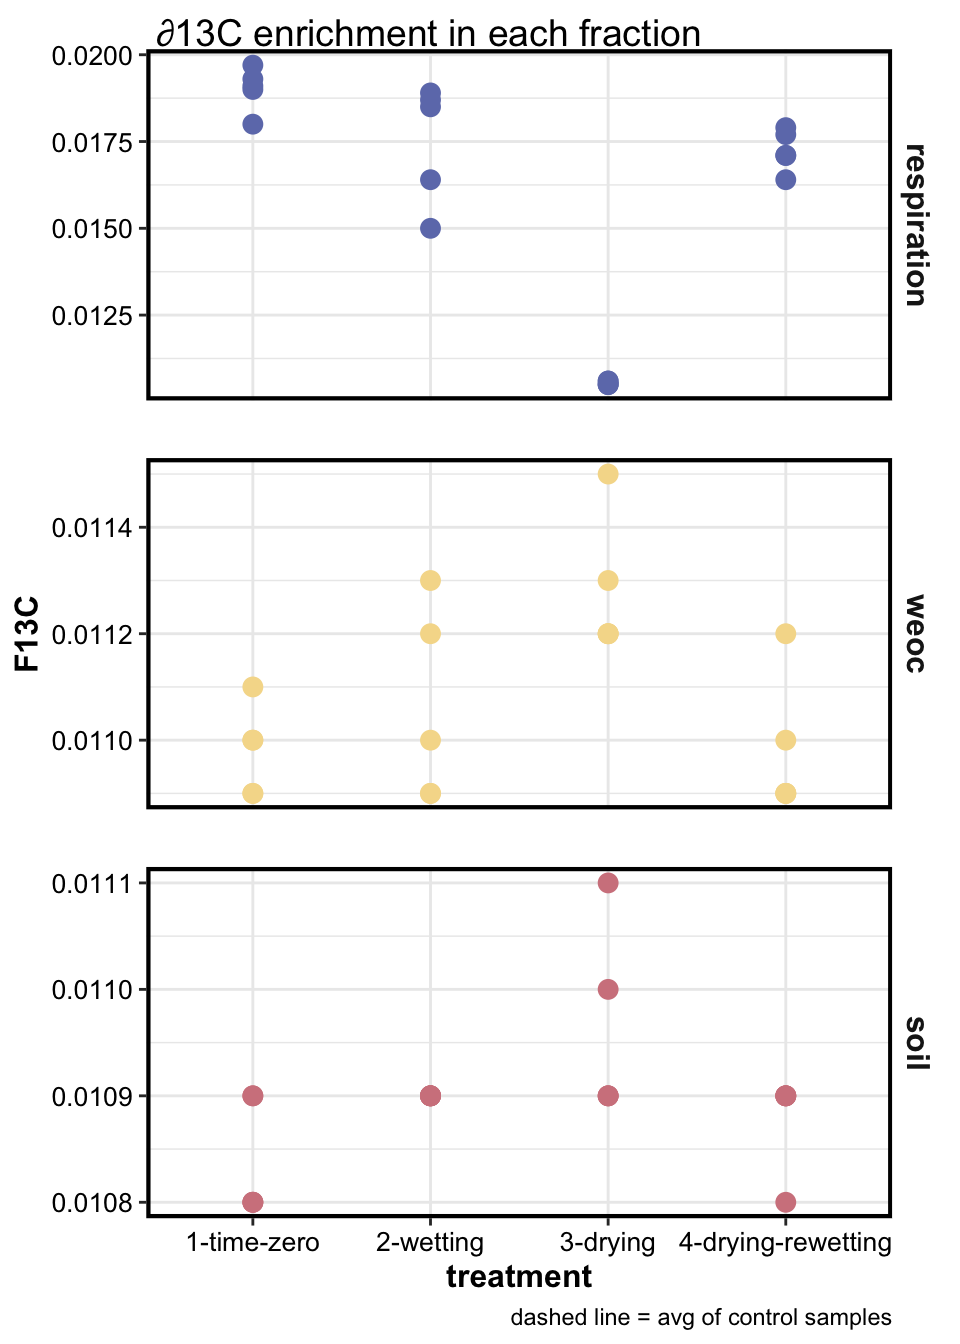 ∂13C enrichment in each fraction
0.0200
0.0175
0.0150
0.0125
respiration
0.0114
0.0112
0.0110
weoc
F13C
0.0111
0.0110
0.0109
0.0108
soil
1-time-zero 2-wetting 3-drying 4-drying-rewetting
treatment
dashed line = avg of control samples